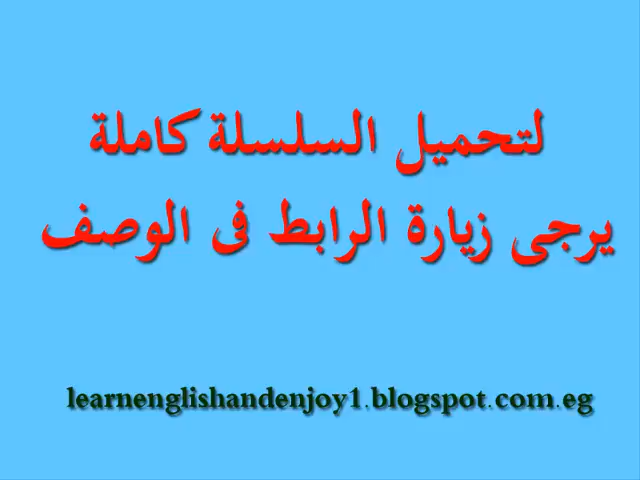 لتحميل السلسلة كاملة
يرجى زيارة الرابط فى الوصف
learnenglishandenjoy1.blogspot.com.eg